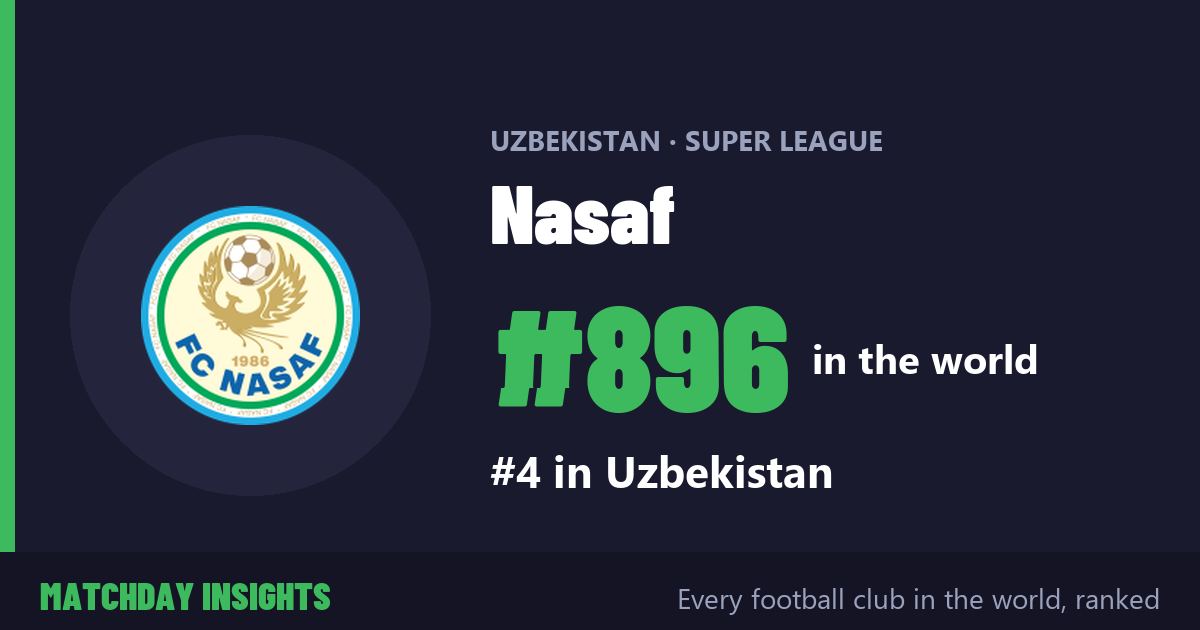 UZBEKISTAN · SUPER LEAGUE
Nasaf
#896 in the world
#4 in Uzbekistan
1986
FC NASAF
MATCHDAY INSIGHTS
Every football club in the world, ranked